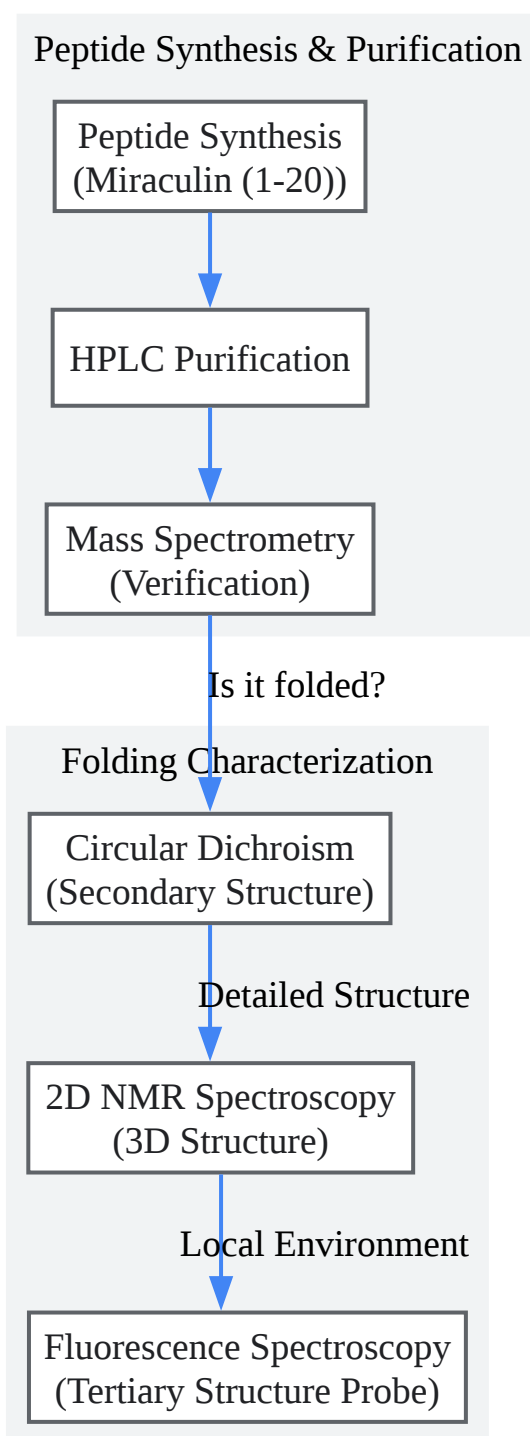 Peptide Synthesis & Purification
Peptide Synthesis
(Miraculin (1-20))
HPLC Purification
Mass Spectrometry
(Verification)
Is it folded?
Folding Characterization
Circular Dichroism
(Secondary Structure)
Detailed Structure
2D NMR Spectroscopy
(3D Structure)
Local Environment
Fluorescence Spectroscopy
(Tertiary Structure Probe)